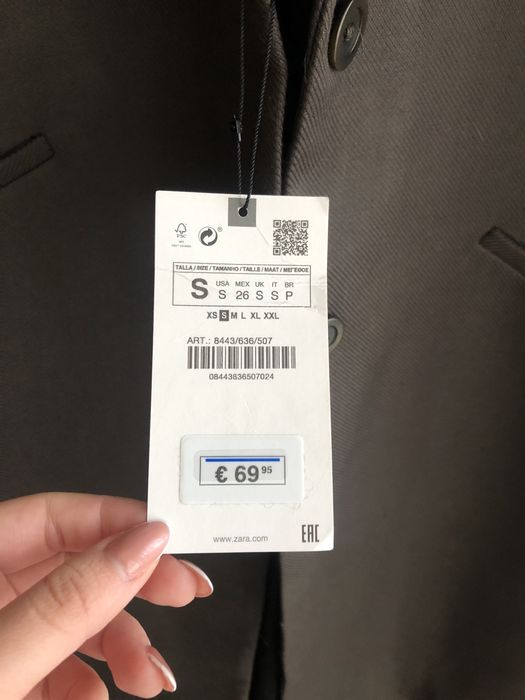 FSC
TALLA / SIZE / TAMANHO / TAILLE / MAAT / ΜΕΓΕΘΟΣ
S USA MEX UK IT BR
S 26 S S P
XS S M L XL XXL
ART.: 8443/636/507
08443636507024
€ 69 95
www.zara.com
EAC